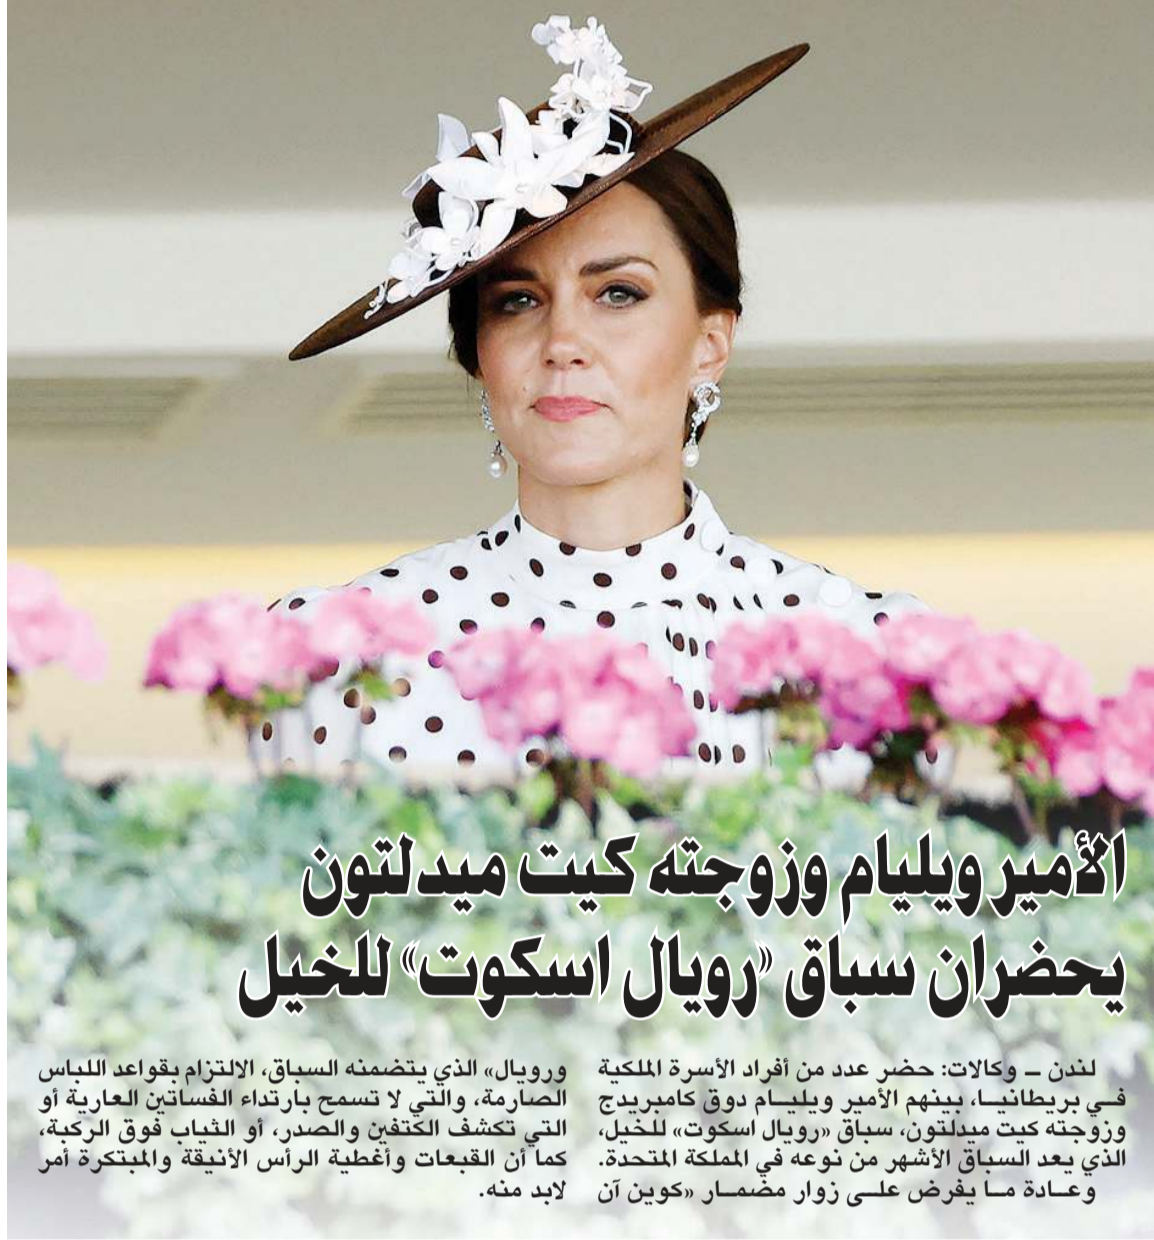 الأمير ويليام وزوجته كيت ميدلتون
يحضران سباق «رويال اسكوت» للخيل
لندن ــ وكالات: حضر عدد من أفراد الأسرة الملكية
في بريطانيا، بينهم الأمير ويليام دوق كامبريدج
وزوجته كيت ميدلتون، سباق «رويال اسكوت» للخيل،
الذي يعد السباق الأشهر من نوعه في المملكة المتحدة.
وعادة ما يفرض على زوار مضمار «كوين آن
ورويال» الذي يتضمنه السباق، الالتزام بقواعد اللباس
الصارمة، والتي لا تسمح بارتداء الفساتين العارية أو
التي تكشف الكتفين والصدر، أو الثياب فوق الركبة،
كما أن القبعات وأغطية الرأس الأنيقة والمبتكرة أمر
لابد منه.